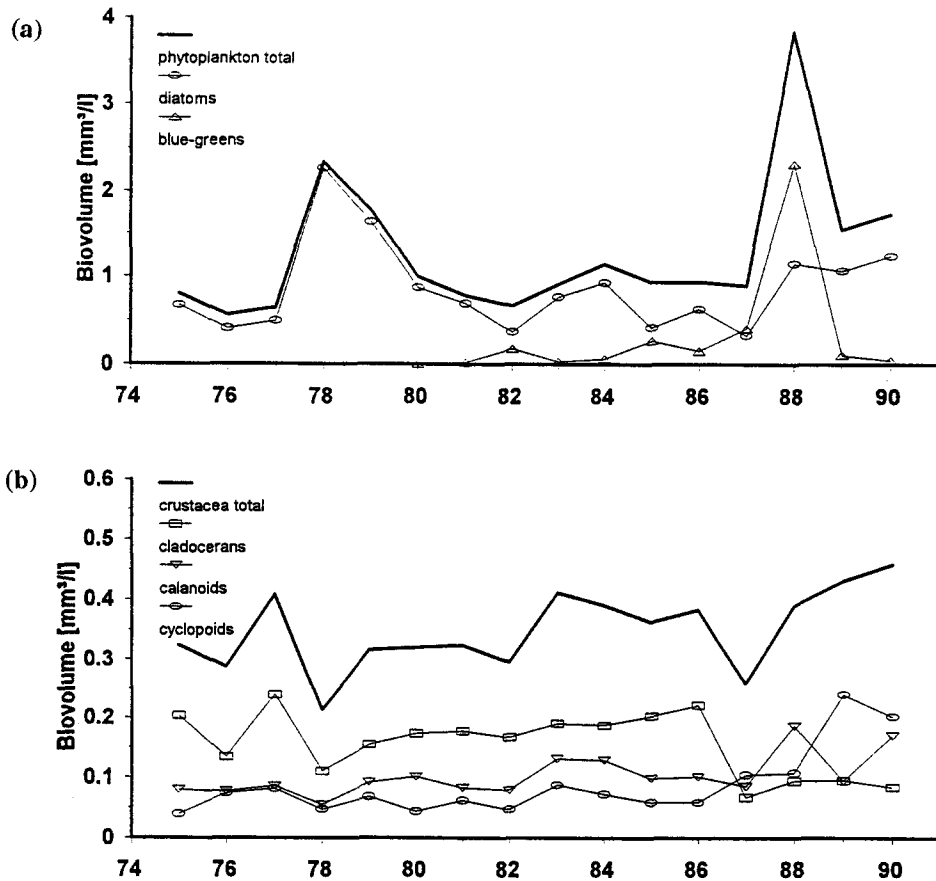 (a)
4
3
2
1
0
Biovolume [mm³/l]
phytoplankton total
diatoms
blue-greens
74 76 78 80 82 84 86 88 90
(b)
0.6
0.5
0.4
0.3
0.2
0.1
0
Biovolume [mm³/l]
crustacea total
cladocerans
calanoids
cyclopoids
74 76 78 80 82 84 86 88 90